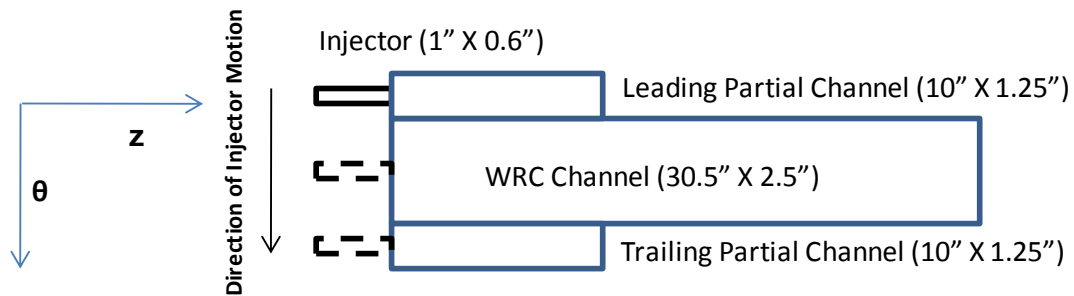 Injector (1” X 0.6”)
Direction of Injector Motion
Leading Partial Channel (10” X 1.25”)
z
WRC Channel (30.5” X 2.5”)
θ
Trailing Partial Channel (10” X 1.25”)